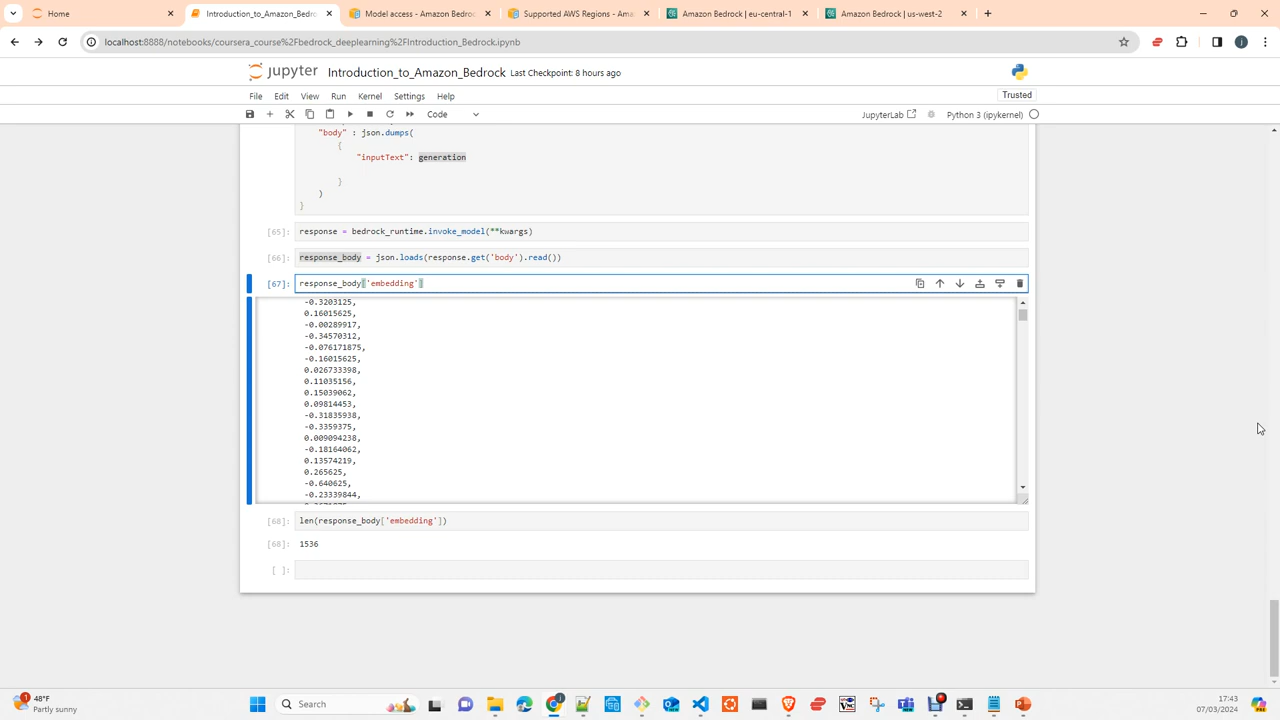 Home
Introduction_to_Amazon_Bedro
Model access - Amazon Bedroc
Supported AWS Regions - Amaz
Amazon Bedrock | eu-central-1
Amazon Bedrock | us-west-2
localhost:8888/notebooks/coursera_course%2Fbedrock_deeplearning%2FIntroduction_Bedrock.ipynb
jupyter Introduction_to_Amazon_Bedrock Last Checkpoint: 8 hours ago
File Edit View Run Kernel Settings Help Trusted
Code JupyterLab Python 3 (ipykernel)
"body" : json.dumps(
{
"inputText": generation
}
)
}
[65]: response = bedrock_runtime.invoke_model(**kwargs)
[66]: response_body = json.loads(response.get('body').read())
[67]: response_body['embedding']
-0.3203125,
0.16015625,
-0.00289917,
-0.34570312,
-0.076171875,
-0.16015625,
0.026733398,
0.11035156,
0.15039062,
0.09814453,
-0.31835938,
-0.3359375,
0.009094238,
-0.18164062,
0.13574219,
0.265625,
-0.640625,
-0.23339844,
[68]: len(response_body['embedding'])
[68]: 1536
[ ]:
48°F
Partly sunny
Search
17:43
07/03/2024